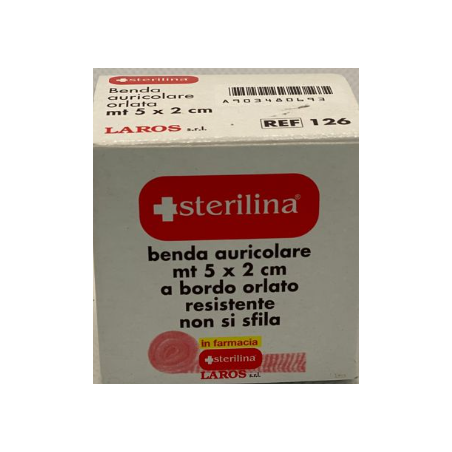 sterilina
Benda
auricolare
orlata
mt 5 x 2 cm
LAROS s.r.l.
A903480693
REF 126
sterilina®
benda auricolare
mt 5 x 2 cm
a bordo orlato
resistente
non si sfila
in farmacia
sterilina
LAROS s.r.l.